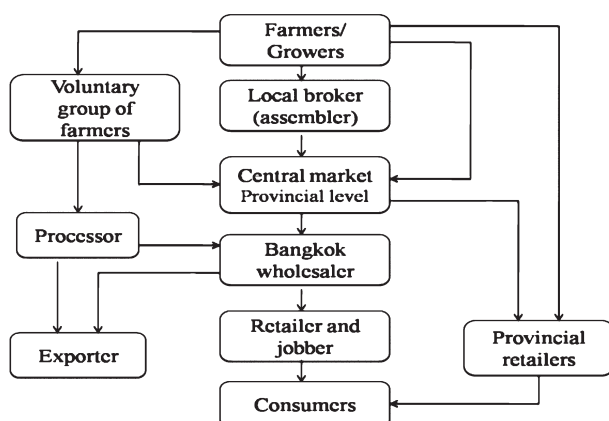 Farmers/
Growers
Voluntary
group of
farmers
Local broker
(assembler)
Central market
Provincial level
Processor
Bangkok
wholesaler
Exporter
Retailer and
jobber
Provincial
retailers
Consumers